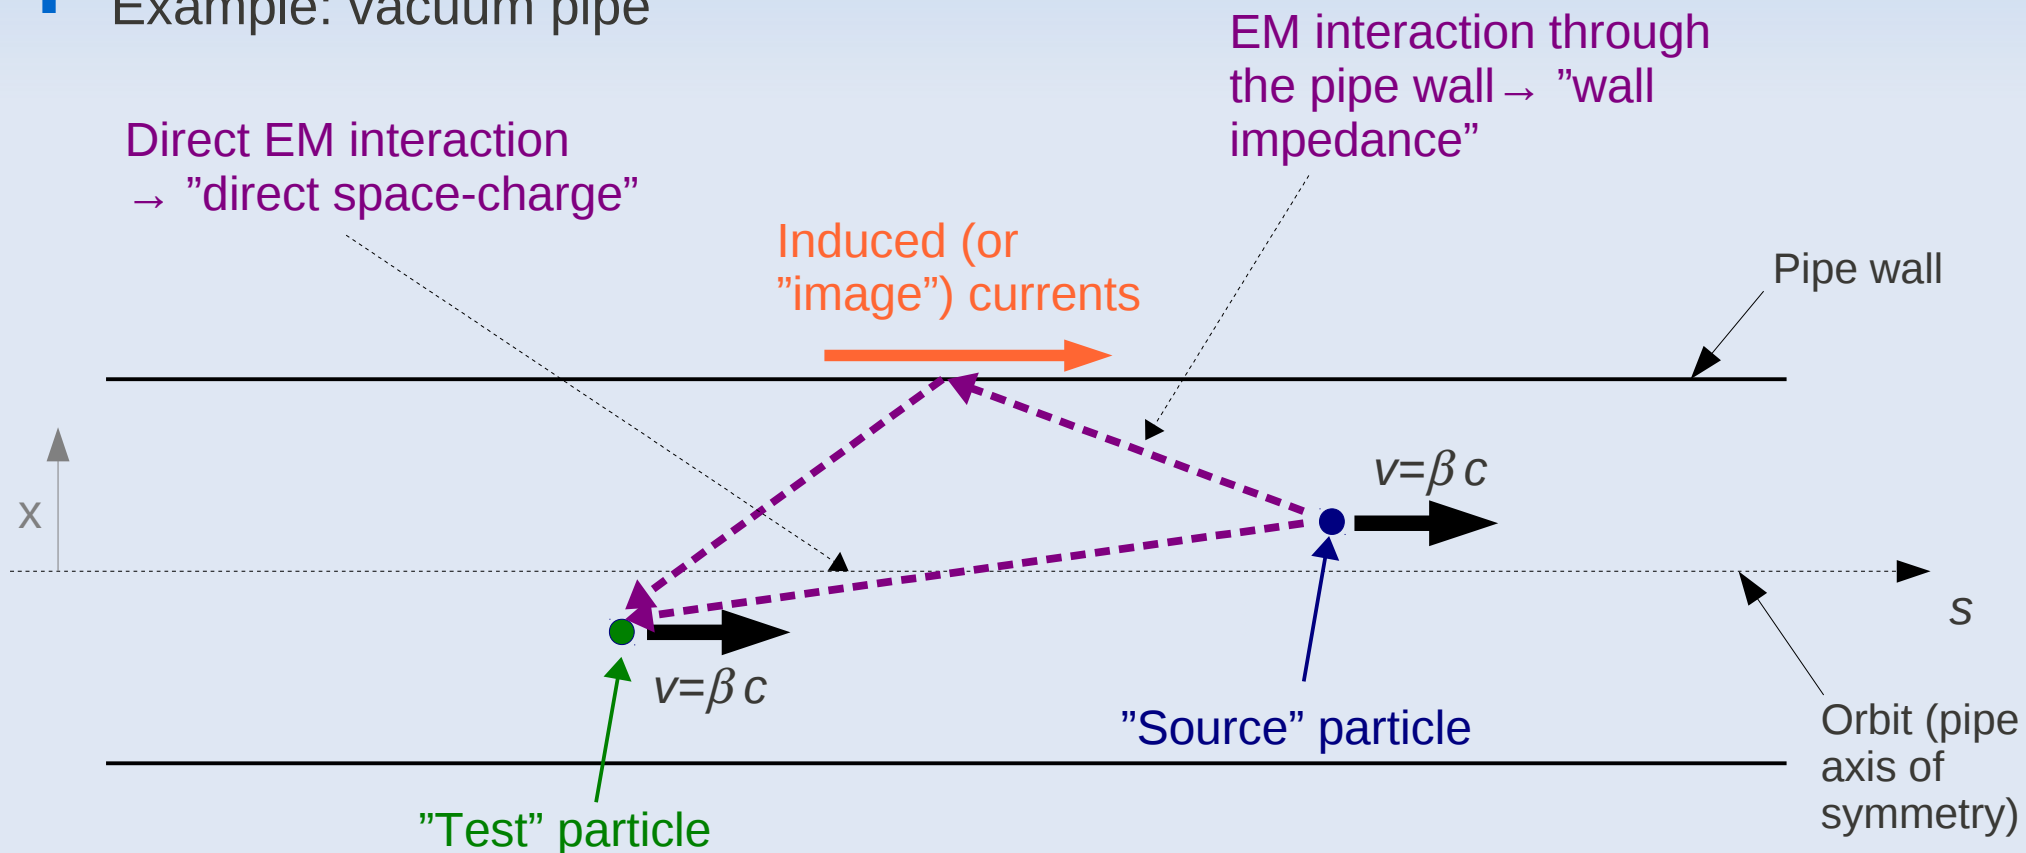 Example: vacuum pipe
EM interaction through
the pipe wall→ ”wall
impedance”
Direct EM interaction
→ ”direct space-charge”
Induced (or
”image”) currents
Pipe wall
v=β c
x
s
v=β c
”Source” particle
Orbit (pipe
axis of
symmetry)
”Test” particle